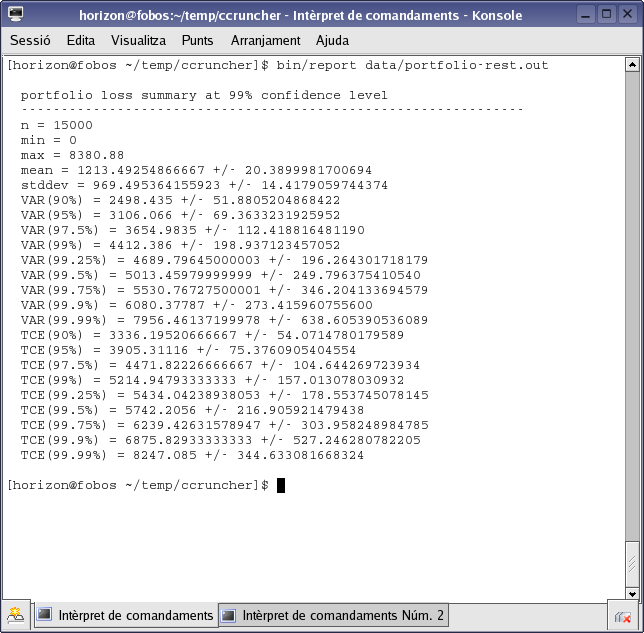 horizon@fobos:~/temp/ccruncher - Intèrpret de comandaments - Konsole
Sessió Edita Visualitza Punts Arranjament Ajuda
[horizon@fobos ~/temp/ccruncher]$ bin/report data/portfolio-rest.out
portfolio loss summary at 99% confidence level
---------------------------------------------------------------
n = 15000
min = 0
max = 8380.88
mean = 1213.49254866667 +/- 20.3899981700694
stddev = 969.495364155923 +/- 14.4179059744374
VAR(90%) = 2498.435 +/- 51.8805204868422
VAR(95%) = 3106.066 +/- 69.3633231925952
VAR(97.5%) = 3654.9835 +/- 112.418816481190
VAR(99%) = 4412.386 +/- 198.937123457052
VAR(99.25%) = 4689.79645000003 +/- 196.264301718179
VAR(99.5%) = 5013.45979999999 +/- 249.796375410540
VAR(99.75%) = 5530.76727500001 +/- 346.204133694579
VAR(99.9%) = 6080.37787 +/- 273.415960755600
VAR(99.99%) = 7956.46137199978 +/- 638.605390536089
TCE(90%) = 3336.19520666667 +/- 54.0714780179589
TCE(95%) = 3905.31116 +/- 75.3760905404554
TCE(97.5%) = 4471.82226666667 +/- 104.644269723934
TCE(99%) = 5214.94793333333 +/- 157.013078030932
TCE(99.25%) = 5434.04238938053 +/- 178.553745078145
TCE(99.5%) = 5742.2056 +/- 216.905921479438
TCE(99.75%) = 6239.42631578947 +/- 303.958248984785
TCE(99.9%) = 6875.82933333333 +/- 527.246280782205
TCE(99.99%) = 8247.085 +/- 344.633081668324
[horizon@fobos ~/temp/ccruncher]$
Intèrpret de comandaments Intèrpret de comandaments Núm. 2